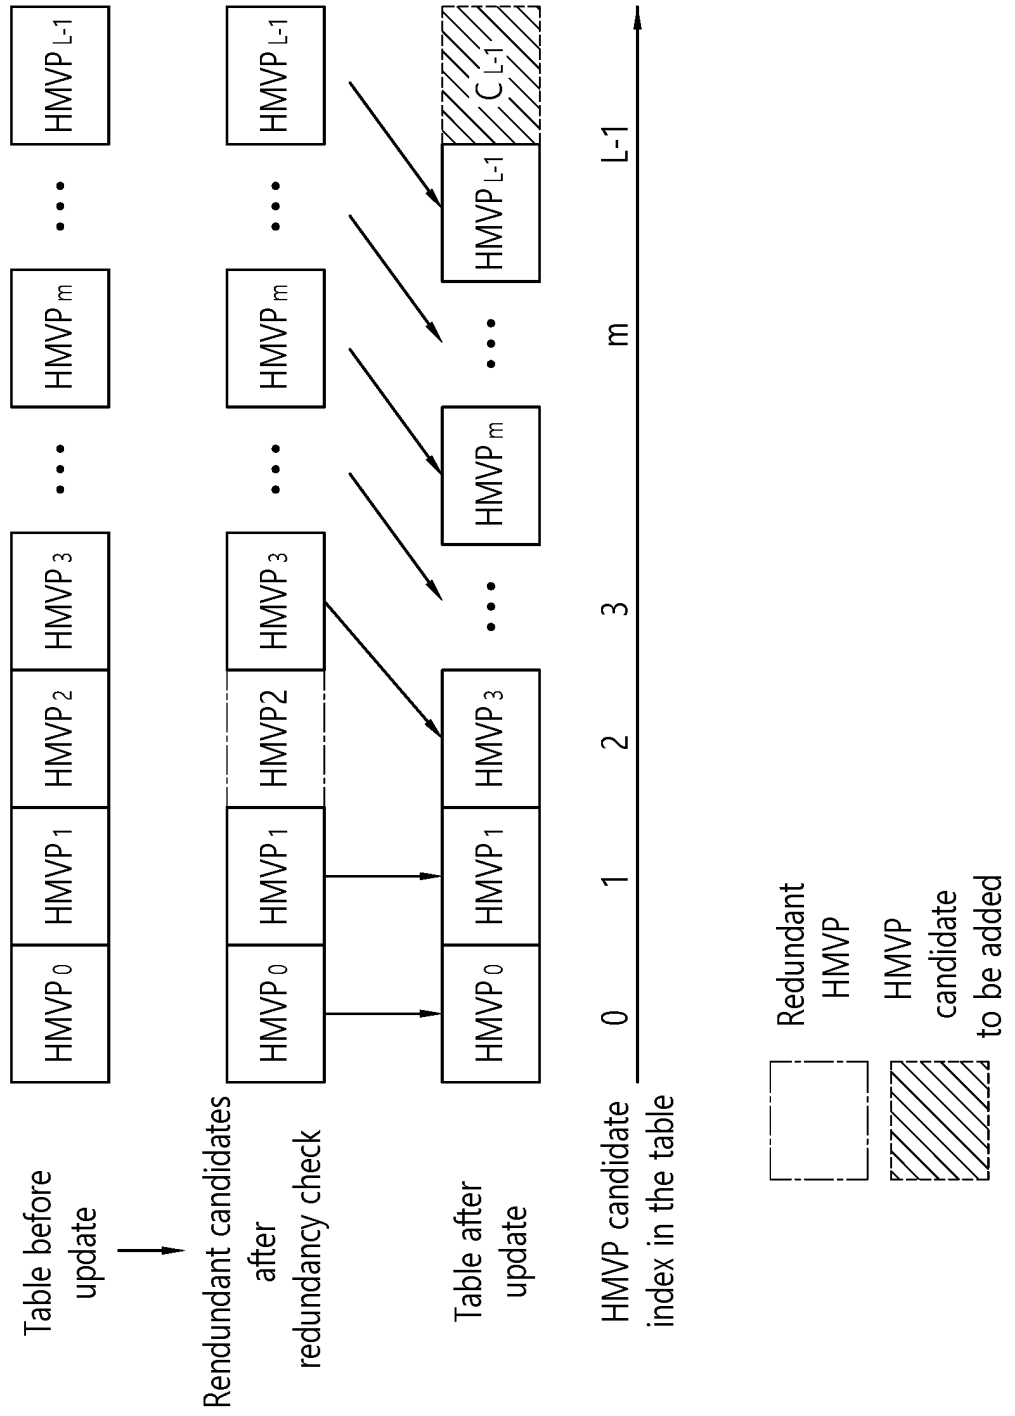 Table before
update
HMVP0
HMVP1
HMVP2
HMVP3
HMVPm
HMVPL-1
Rendundant candidates
after
redundancy check
HMVP0
HMVP1
HMVP2
HMVP3
HMVPm
HMVPL-1
Table after
update
HMVP0
HMVP1
HMVP3
HMVPm
HMVPL-1
CL-1
HMVP candidate
index in the table
0 1 2 3 m L-1
Redundant
HMVP
HMVP
candidate
to be added